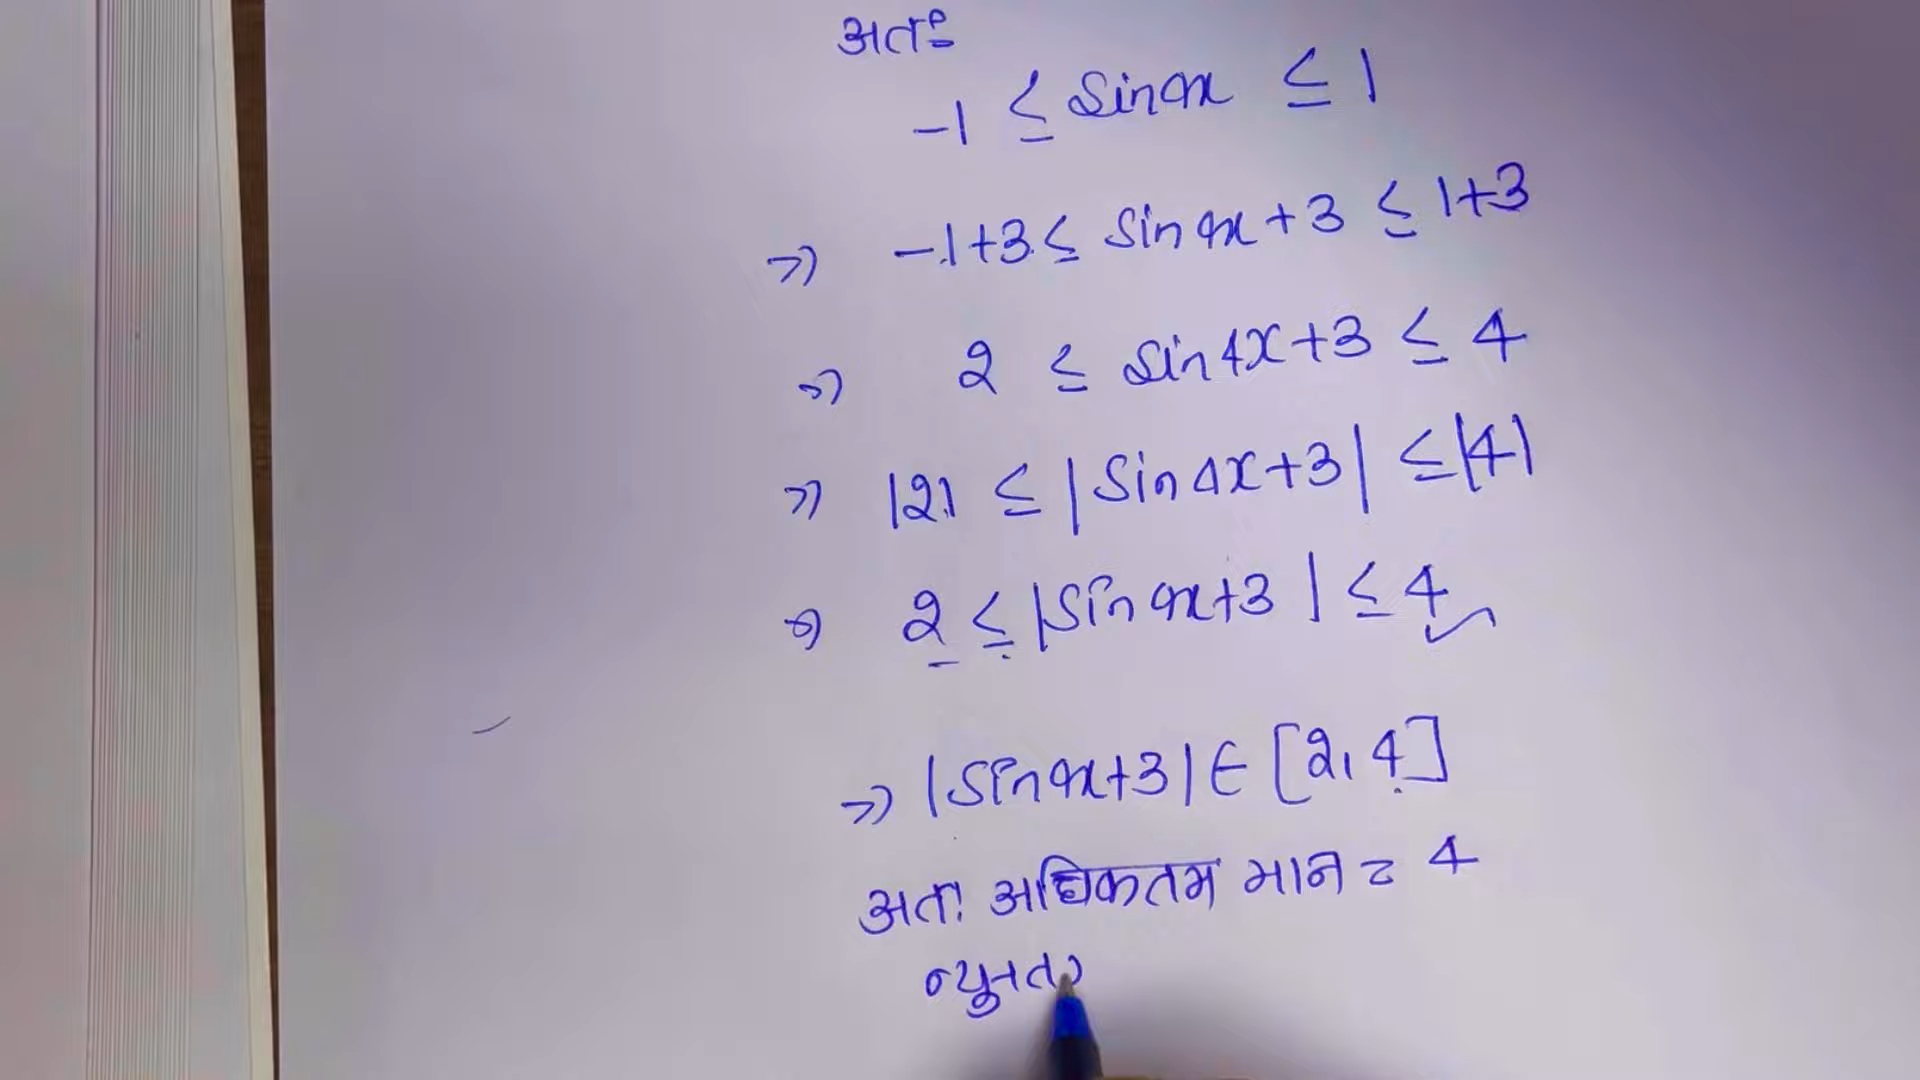 अतः
-1 ≤ Sin4x ≤ 1
⇒ -1+3 ≤ Sin4x+3 ≤ 1+3
⇒ 2 ≤ Sin4x+3 ≤ 4
⇒ |2| ≤ |Sin4x+3| ≤ |4|
⇒ 2 ≤ |Sin4x+3| ≤ 4
⇒ |Sin4x+3| ∈ [2, 4]
अतः अधिकतम मान = 4